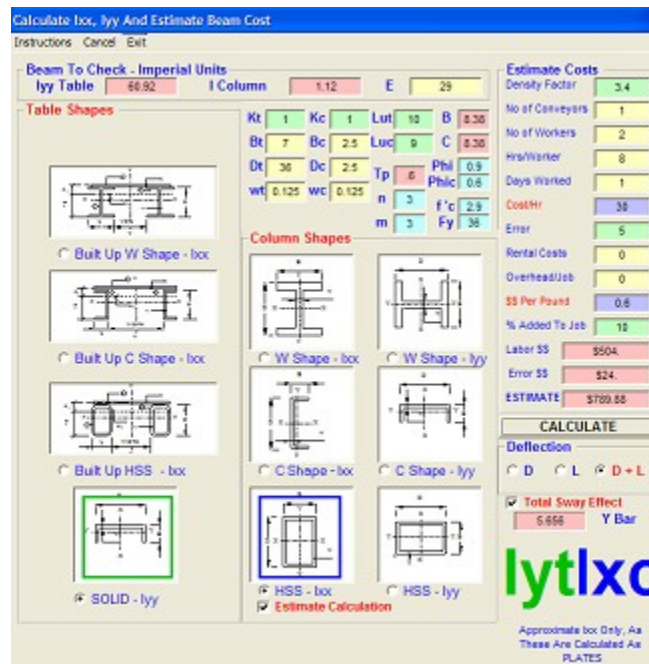 Calculate Ixx, Iyy And Estimate Beam Cost
Instructions Cancel Exit
Beam To Check - Imperial Units
Iyy Table 60.92 I Column 1.12 E 29
Table Shapes
Kt 1 Kc 1 Lut 10 B 8.38
Bt 7 Bc 2.5 Luc 9 C 8.38
Dt 36 Dc 2.5 Tp 6 Phi 0.9
Phic 0.6
wt 0.125 wc 0.125 n 3 f'c 2.9
m 3 Fy 36
Built Up W Shape - Ixx
Built Up C Shape - Ixx
Built Up HSS - Ixx
SOLID - Iyy
Column Shapes
W Shape - Ixx W Shape - Iyy
C Shape - Ixx C Shape - Iyy
HSS - Ixx HSS - Iyy
Estimate Calculation
Estimate Costs
Density Factor 3.4
No of Conveyors 1
No of Workers 2
Hrs/Worker 8
Days Worked 1
Cost/Hr 30
Error 5
Rental Costs 0
Overhead/Job 0
$$ Per Pound 0.6
% Added To Job 10
Labor $$ $504.
Error $$ $24.
ESTIMATE $789.88
CALCULATE
Deflection
D L D + L
Total Sway Effect
5.656 Y Bar
IytIxc
Approximate Ixx Only, As
These Are Calculated As
PLATES